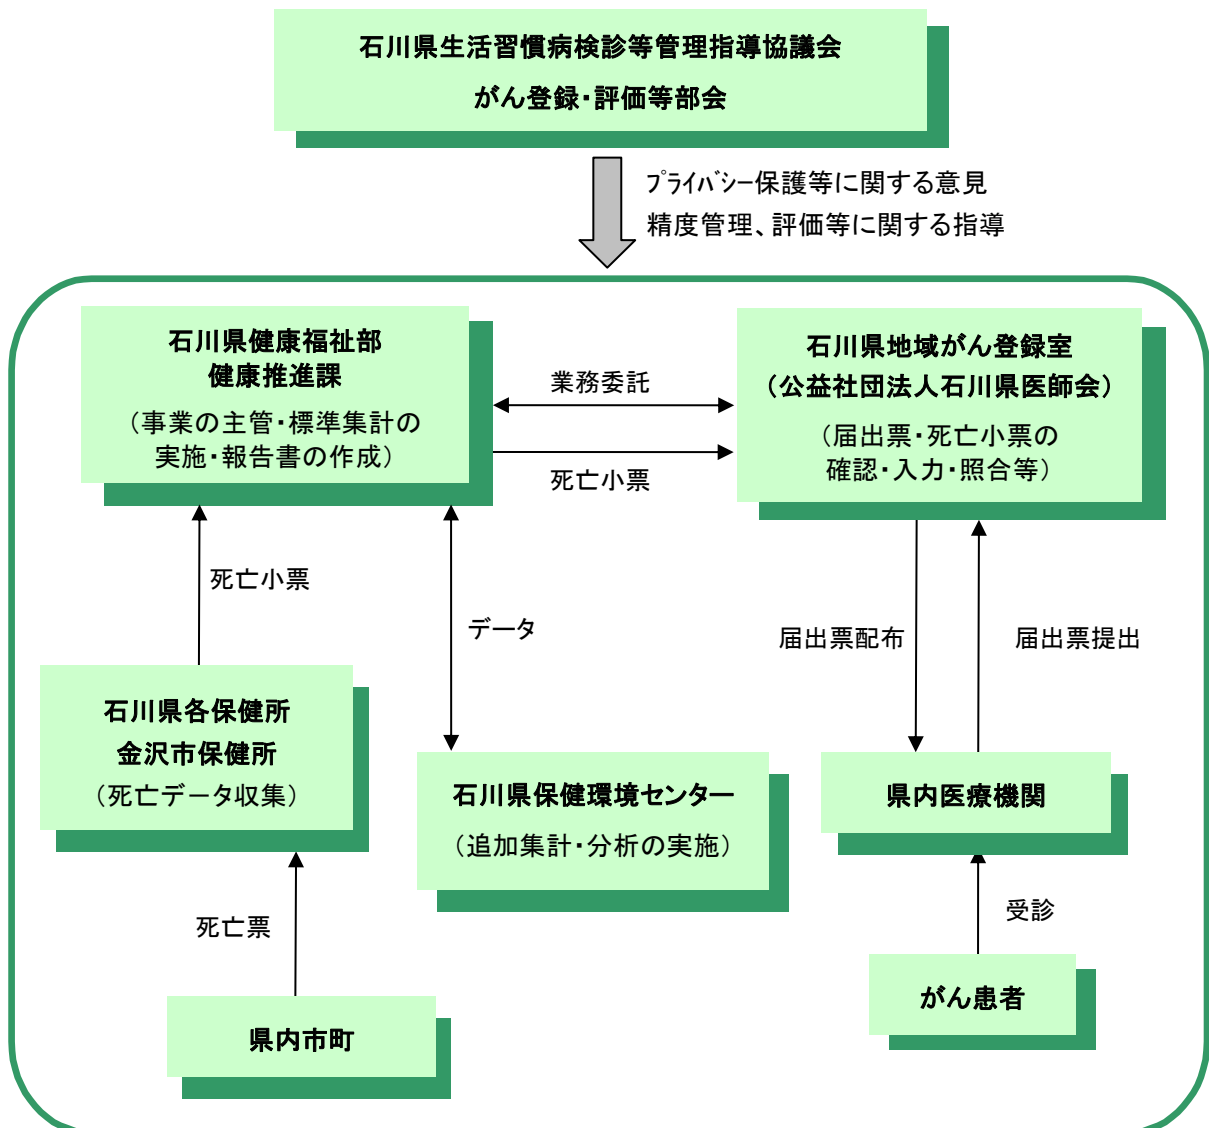 石川県生活習慣病検診等管理指導協議会
がん登録・評価等部会
ﾌﾟﾗｲﾊﾞｼｰ保護等に関する意見
精度管理、評価等に関する指導
石川県健康福祉部
健康推進課
（事業の主管・標準集計の
実施・報告書の作成）
業務委託
死亡小票
石川県地域がん登録室
（公益社団法人石川県医師会）
（届出票・死亡小票の
確認・入力・照合等）
死亡小票
データ
届出票配布
届出票提出
石川県各保健所
金沢市保健所
（死亡データ収集）
石川県保健環境センター
（追加集計・分析の実施）
県内医療機関
死亡票
受診
県内市町
がん患者